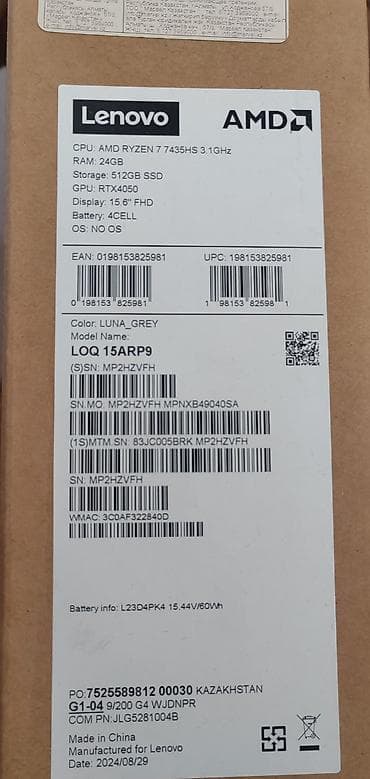 Lenovo AMD
CPU: AMD RYZEN 7 7435HS 3.1GHz
RAM: 24GB
Storage: 512GB SSD
GPU: RTX4050
Display: 15.6" FHD
Battery: 4CELL
OS: NO OS
EAN: 0198153825981 UPC: 198153825981
0 198153 825981 1 98153 82598 1
Color: LUNA_GREY
Model Name:
LOQ 15ARP9
(S)SN: MP2HZVFH
SN.MO: MP2HZVFH MPNXB49040SA
(1S)MTM.SN: 83JC005BRK MP2HZVFH
SN: MP2HZVFH
WMAC: 3C0AF322840D
Battery info: L23D4PK4 15.44V/60Wh
PO:7525589812 00030 KAZAKHSTAN
G1-04 9/200 G4 WJDNPR
COM PN:JLG5281004B
Made in China
Manufactured for Lenovo
Date: 2024/08/29